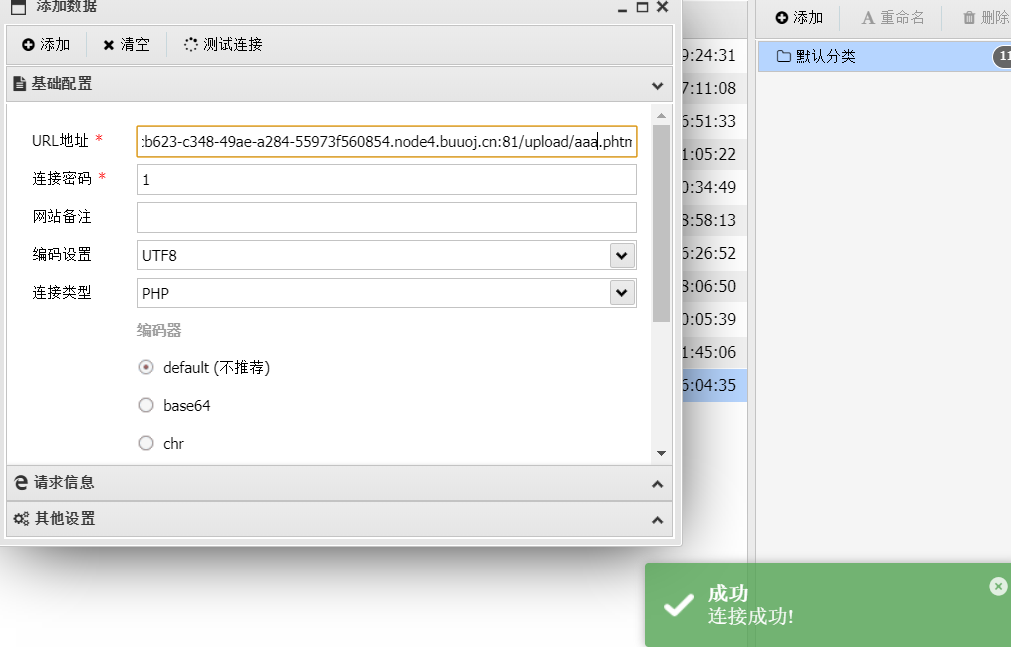 添加数据
添加 清空 测试连接
基础配置
URL地址 * :b623-c348-49ae-a284-55973f560854.node4.buuoj.cn:81/upload/aaa.phtm
连接密码 * 1
网站备注
编码设置 UTF8
连接类型 PHP
编码器
default (不推荐)
base64
chr
请求信息
其他设置
9:24:31
7:11:08
6:51:33
1:05:22
0:34:49
8:58:13
6:26:52
8:06:50
0:05:39
1:45:06
6:04:35
添加 A 重命名 删除
默认分类 11
成功
连接成功!